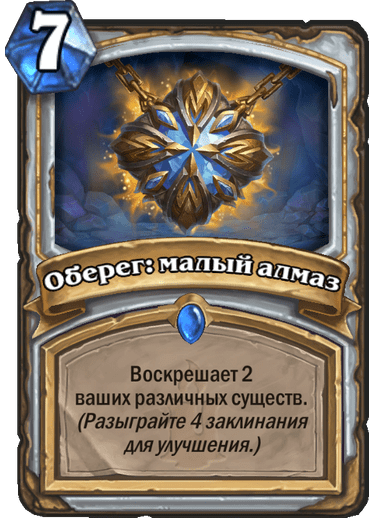 7
Оберег: малый алмаз
Воскрешает 2
ваших различных существ.
(Разыграйте 4 заклинания
для улучшения.)